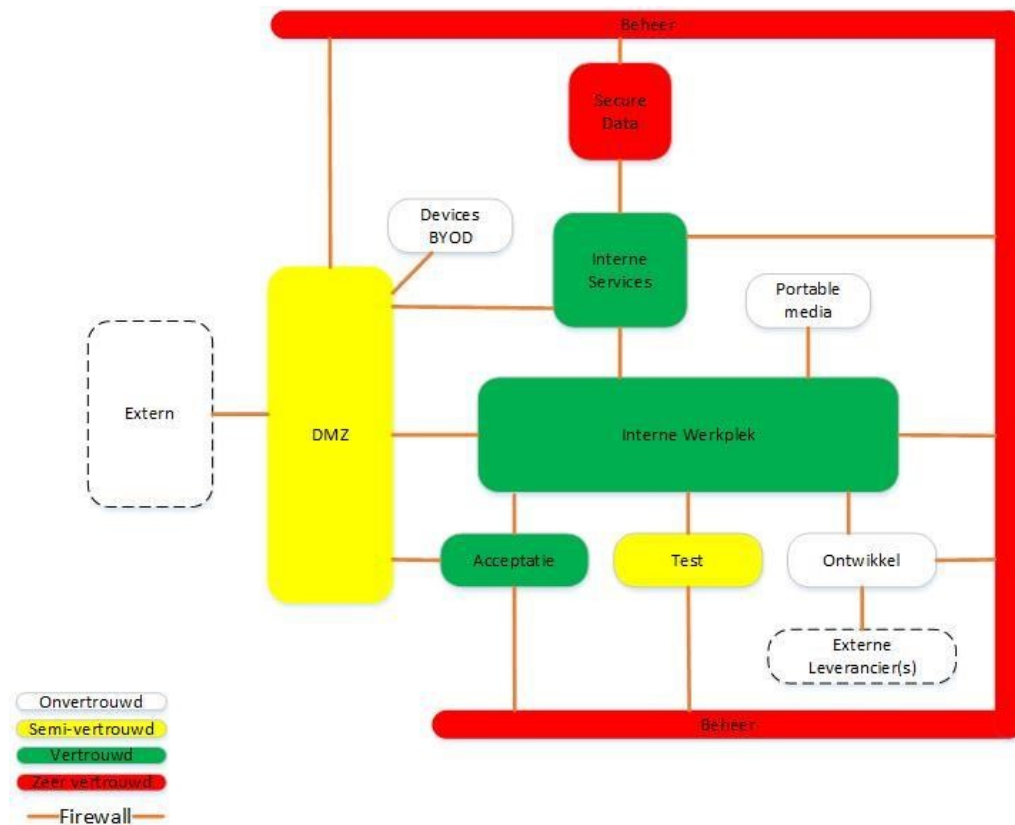 Beheer
Secure
Data
Devices
BYOD
Interne
Services
Portable
media
Extern
DMZ
Interne Werkplek
Acceptatie
Test
Ontwikkel
Externe
Leverancier(s)
Beheer
Onvertrouwd
Semi-vertrouwd
Vertrouwd
Zeer vertrouwd
Firewall